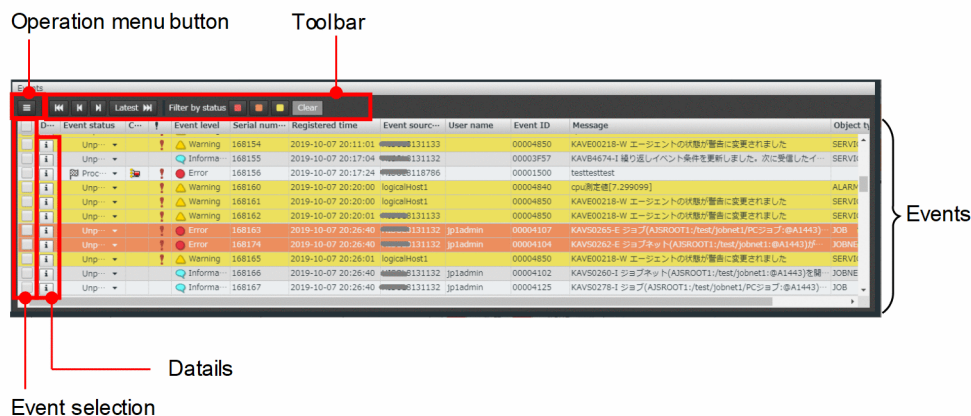 Operation menu button Toolbar
Events
Latest Filter by status Clear
D… Event status C… ! Event level Serial num… Registered time Event sourc… User name Event ID Message Object ty
i Unp… ! Warning 168154 2019-10-07 20:11:01 8131133 00004850 KAVE00218-W エージェントの状態が警告に変更されました SERVI
i Unp… Informa… 168155 2019-10-07 20:17:04 8131132 00003F57 KAVB4674-I 繰り返しイベント条件を更新しました。次に受信したイ… SERVI
i Proc… ! Error 168156 2019-10-07 20:17:24 8118786 00001500 testtesttest
i Unp… ! Warning 168160 2019-10-07 20:20:00 logicalHost1 00004840 cpu測定値[7.299099] ALARM
i Unp… ! Warning 168161 2019-10-07 20:20:00 logicalHost1 00004850 KAVE00218-W エージェントの状態が警告に変更されました SERVI
i Unp… ! Warning 168162 2019-10-07 20:20:01 8131133 00004850 KAVE00218-W エージェントの状態が警告に変更されました SERVI
i Unp… ! Error 168163 2019-10-07 20:26:40 8131132 jp1admin 00004107 KAVS0265-E ジョブ(AJSROOT1:/test/jobnet1/PCジョブ:@A1443)… JOB
i Unp… ! Error 168174 2019-10-07 20:26:40 8131132 jp1admin 00004104 KAVS0262-E ジョブネット(AJSROOT1:/test/jobnet1:@A1443)が… JOBNE
i Unp… ! Warning 168165 2019-10-07 20:26:01 logicalHost1 00004850 KAVE00218-W エージェントの状態が警告に変更されました SERVI
i Unp… Informa… 168166 2019-10-07 20:26:40 8131132 jp1admin 00004102 KAVS0260-I ジョブネット(AJSROOT1:/test/jobnet1:@A1443)を開… JOBNE
i Unp… Informa… 168167 2019-10-07 20:26:40 8131132 jp1admin 00004125 KAVS0278-I ジョブ(AJSROOT1:/test/jobnet1/PCジョブ:@A1443)… JOB
Events
Datails
Event selection